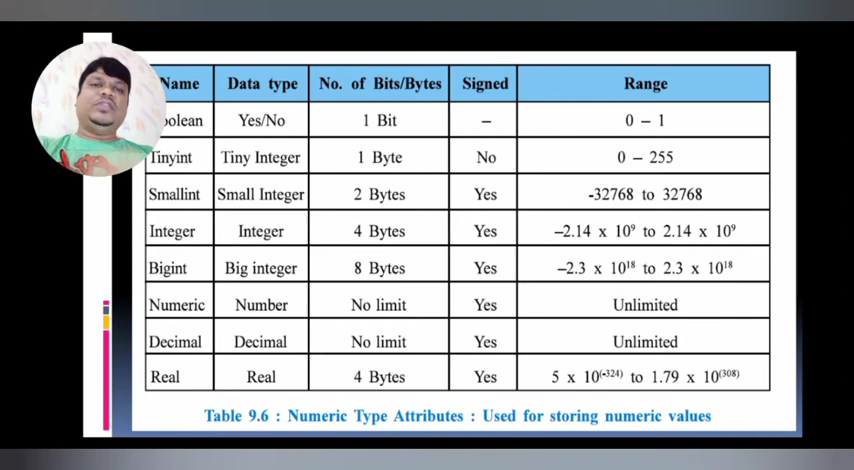 Name Data type No. of Bits/Bytes Signed Range
oolean Yes/No 1 Bit – 0 – 1
Tinyint Tiny Integer 1 Byte No 0 – 255
Smallint Small Integer 2 Bytes Yes -32768 to 32768
Integer Integer 4 Bytes Yes –2.14 x 10⁹ to 2.14 x 10⁹
Bigint Big integer 8 Bytes Yes –2.3 x 10¹⁸ to 2.3 x 10¹⁸
Numeric Number No limit Yes Unlimited
Decimal Decimal No limit Yes Unlimited
Real Real 4 Bytes Yes 5 x 10⁽⁻³²⁴⁾ to 1.79 x 10⁽³⁰⁸⁾
Table 9.6 : Numeric Type Attributes : Used for storing numeric values